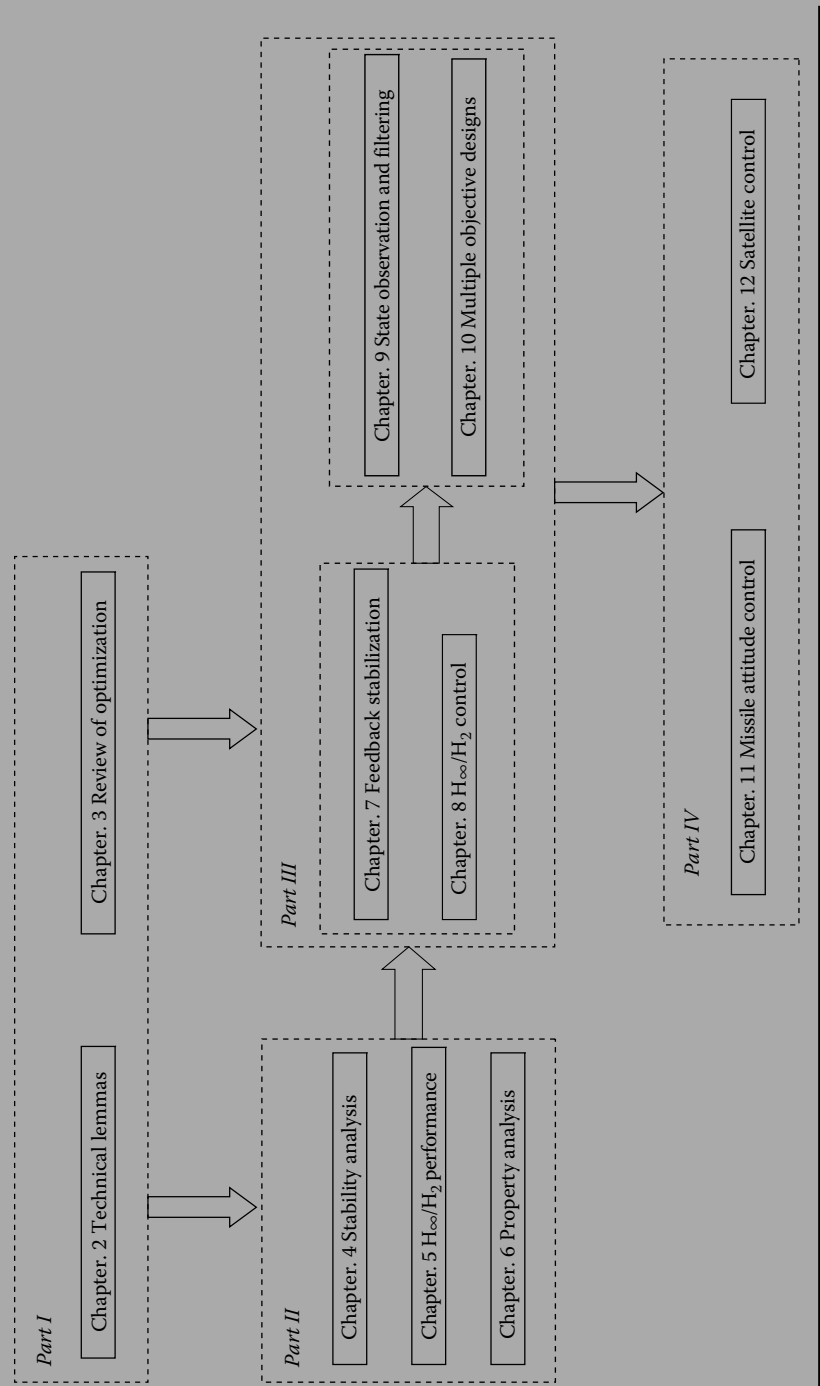 Part I
Chapter. 2 Technical lemmas
Chapter. 3 Review of optimization
Part II
Chapter. 4 Stability analysis
Chapter. 5 H∞/H₂ performance
Chapter. 6 Property analysis
Part III
Chapter. 7 Feedback stabilization
Chapter. 8 H∞/H₂ control
Chapter. 9 State observation and filtering
Chapter. 10 Multiple objective designs
Part IV
Chapter. 11 Missile attitude control
Chapter. 12 Satellite control